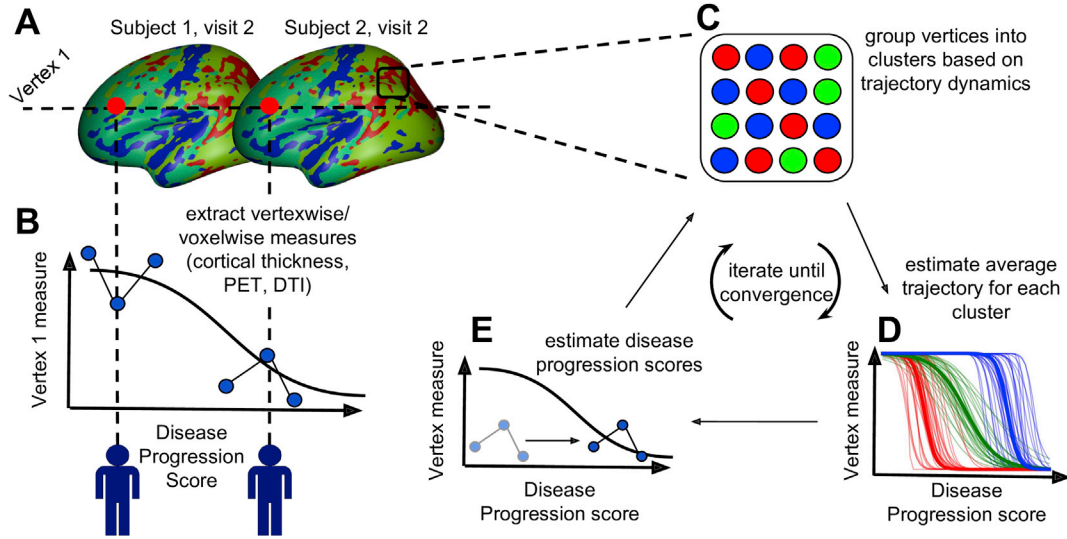 A
Subject 1, visit 2
Subject 2, visit 2
Vertex 1
B
extract vertexwise/
voxelwise measures
(cortical thickness,
PET, DTI)
Vertex 1 measure
Disease
Progression
Score
C
group vertices into
clusters based on
trajectory dynamics
iterate until
convergence
estimate average
trajectory for each
cluster
D
Vertex measure
Disease
Progression score
E
estimate disease
progression scores
Vertex measure
Disease
Progression score